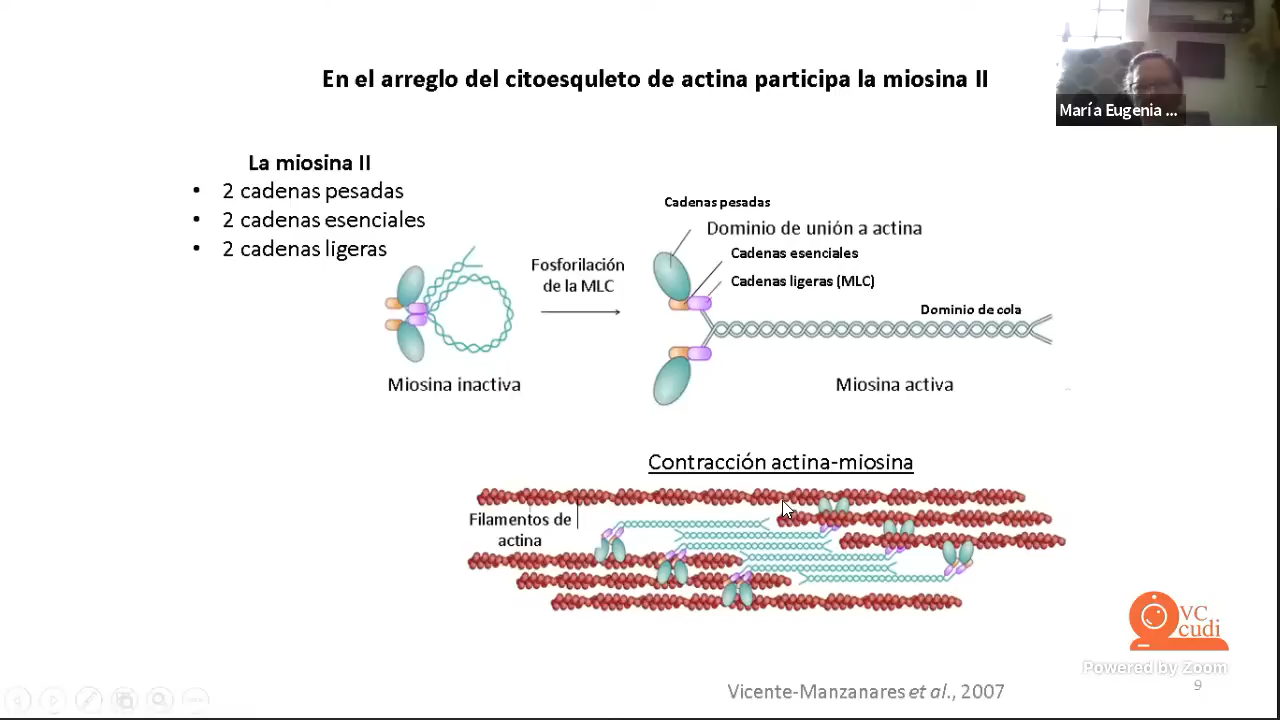 En el arreglo del citoesquleto de actina participa la miosina II
María Eugenia ...
La miosina II
• 2 cadenas pesadas
• 2 cadenas esenciales
• 2 cadenas ligeras
Fosforilación
de la MLC
Cadenas pesadas
Dominio de unión a actina
Cadenas esenciales
Cadenas ligeras (MLC)
Dominio de cola
Miosina inactiva
Miosina activa
Contracción actina-miosina
Filamentos de
actina
VC
cudi
Powered by Zoom
Vicente-Manzanares et al., 2007
9